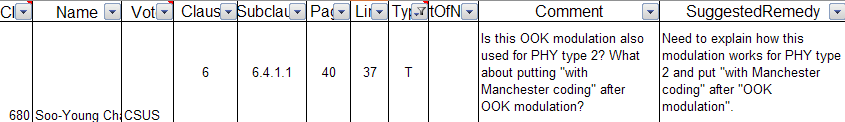 Cl Name Vot Claus Subclau Pag Lin Typ tOfN Comment SuggestedRemedy
Is this OOK modulation also
used for PHY type 2? What
about putting "with
Manchester coding" after
OOK modulation?
Need to explain how this
modulation works for PHY type
2 and put "with Manchester
coding" after "OOK
modulation".
6 6.4.1.1 40 37 T
680 Soo-Young Cha CSUS